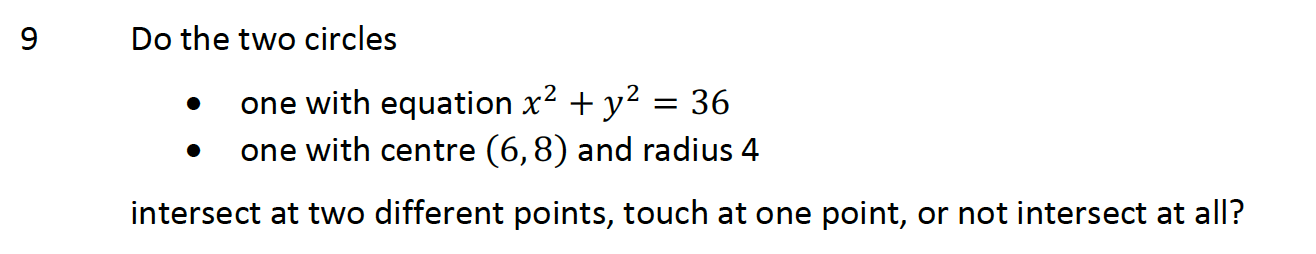 9 Do the two circles
• one with equation x² + y² = 36
• one with centre (6, 8) and radius 4
intersect at two different points, touch at one point, or not intersect at all?